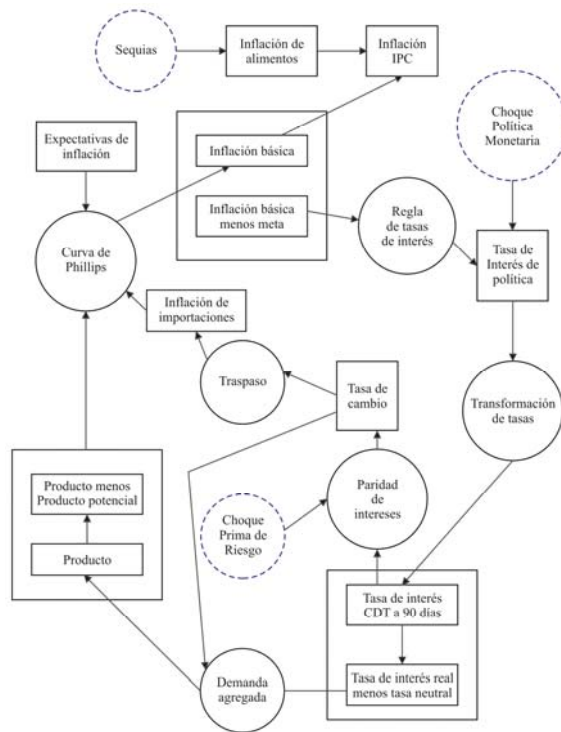 Sequias
Inflación de
alimentos
Inflación
IPC
Choque
Política
Monetaria
Expectativas de
inflación
Inflación básica
Inflación básica
menos meta
Regla
de tasas
de interés
Tasa de
Interés de
política
Curva de
Phillips
Inflación de
importaciones
Traspaso
Tasa de
cambio
Transformación
de tasas
Producto menos
Producto potencial
Producto
Choque
Prima de
Riesgo
Paridad
de
intereses
Tasa de interés
CDT a 90 días
Tasa de interés real
menos tasa neutral
Demanda
agregada